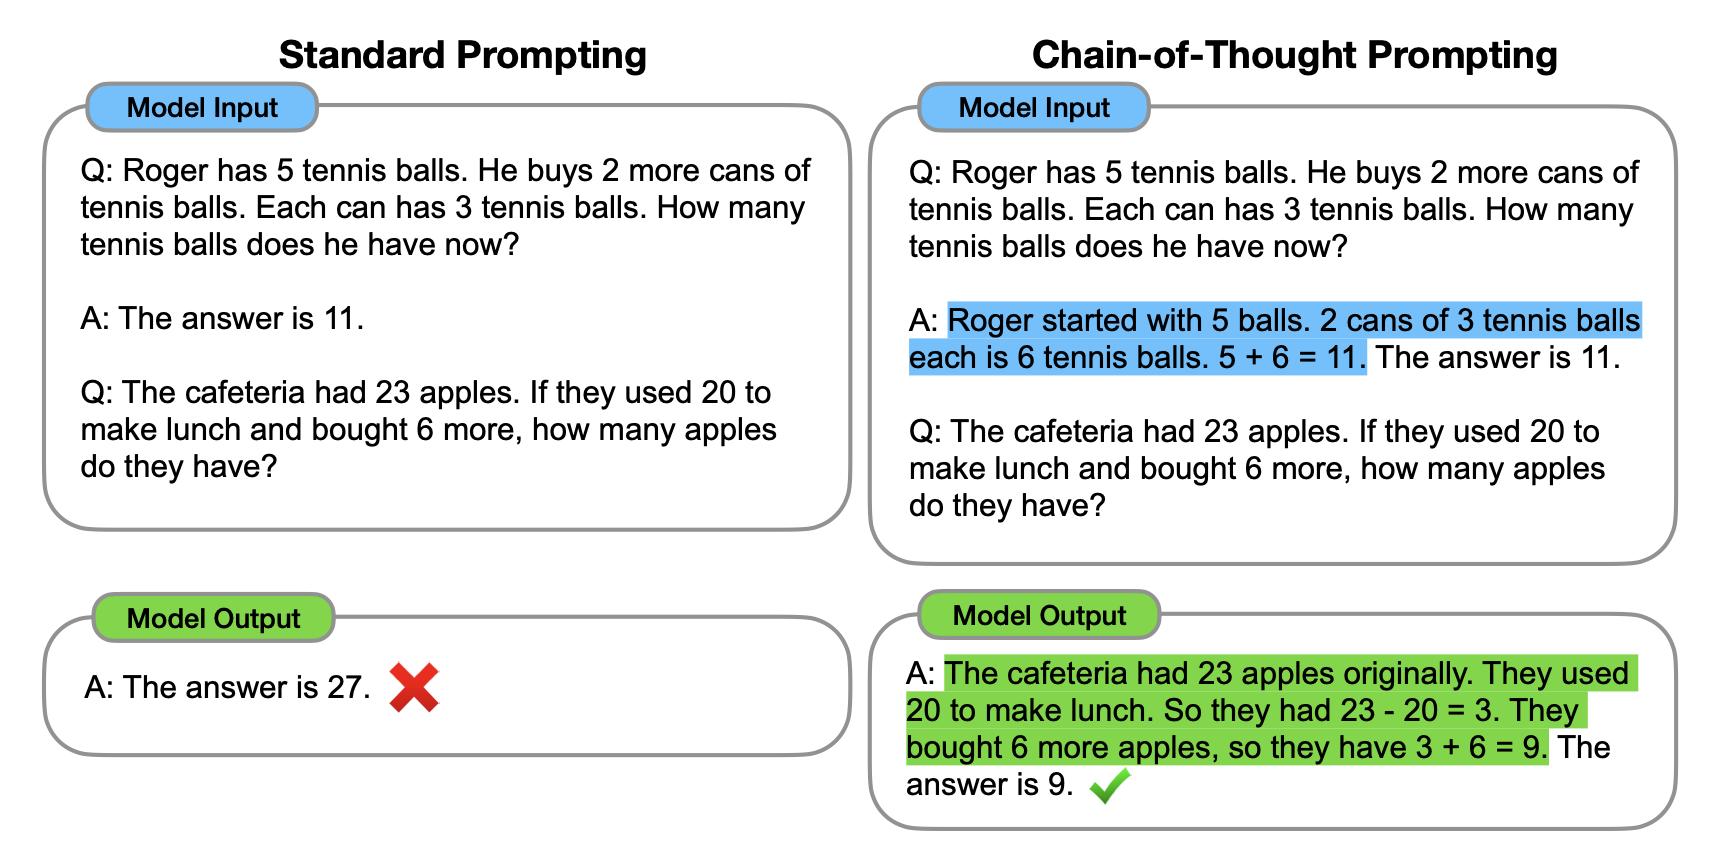 Standard Prompting
Model Input
Q: Roger has 5 tennis balls. He buys 2 more cans of
tennis balls. Each can has 3 tennis balls. How many
tennis balls does he have now?
A: The answer is 11.
Q: The cafeteria had 23 apples. If they used 20 to
make lunch and bought 6 more, how many apples
do they have?
Model Output
A: The answer is 27.
Chain-of-Thought Prompting
Model Input
Q: Roger has 5 tennis balls. He buys 2 more cans of
tennis balls. Each can has 3 tennis balls. How many
tennis balls does he have now?
A: Roger started with 5 balls. 2 cans of 3 tennis balls
each is 6 tennis balls. 5 + 6 = 11. The answer is 11.
Q: The cafeteria had 23 apples. If they used 20 to
make lunch and bought 6 more, how many apples
do they have?
Model Output
A: The cafeteria had 23 apples originally. They used
20 to make lunch. So they had 23 - 20 = 3. They
bought 6 more apples, so they have 3 + 6 = 9. The
answer is 9.